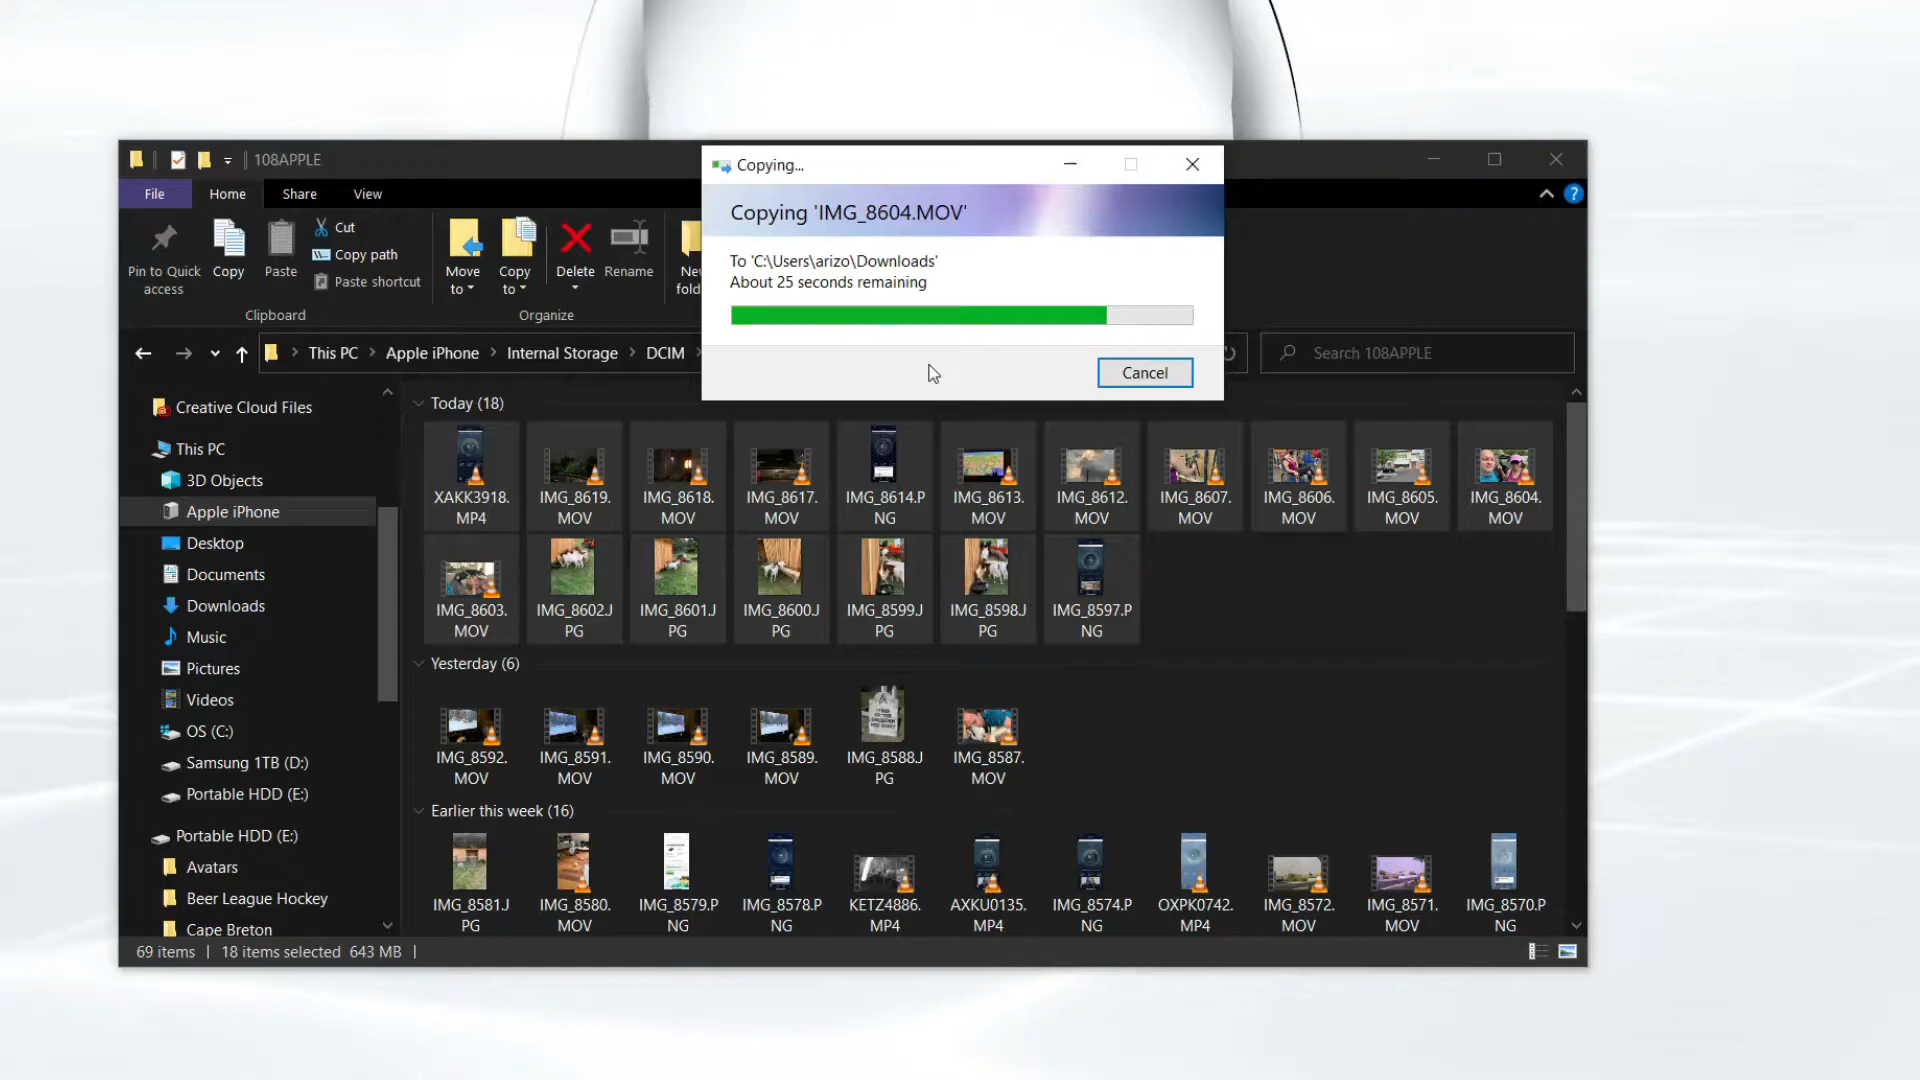 108APPLE
File Home Share View
Pin to Quick access
Copy
Paste
Cut
Copy path
Paste shortcut
Clipboard
Move to
Copy to
Delete
Rename
Organize
New
fold
Copying...
Copying 'IMG_8604.MOV'
To 'C:\Users\arizo\Downloads'
About 25 seconds remaining
Cancel
This PC Apple iPhone Internal Storage DCIM
Search 108APPLE
Creative Cloud Files
This PC
3D Objects
Apple iPhone
Desktop
Documents
Downloads
Music
Pictures
Videos
OS (C:)
Samsung 1TB (D:)
Portable HDD (E:)
Portable HDD (E:)
Avatars
Beer League Hockey
Cape Breton
Today (18)
XAKK3918. IMG_8619. IMG_8618. IMG_8617. IMG_8614.P IMG_8613. IMG_8612. IMG_8607. IMG_8606. IMG_8605. IMG_8604.
MP4 MOV MOV MOV NG MOV MOV MOV MOV MOV MOV
IMG_8603. IMG_8602.J IMG_8601.J IMG_8600.J IMG_8599.J IMG_8598.J IMG_8597.P
MOV PG PG PG PG PG NG
Yesterday (6)
IMG_8592. IMG_8591. IMG_8590. IMG_8589. IMG_8588.J IMG_8587.
MOV MOV MOV MOV PG MOV
Earlier this week (16)
IMG_8581.J IMG_8580. IMG_8579.P IMG_8578.P KETZ4886. AXKU0135. IMG_8574.P OXPK0742. IMG_8572. IMG_8571. IMG_8570.P
PG MOV NG NG MP4 MP4 NG MP4 MOV MOV NG
69 items | 18 items selected 643 MB |